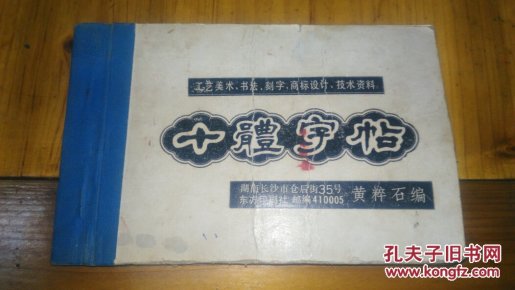 工艺美术、书法、刻字、商标设计、技术资料
十體字帖
湖南长沙市仓后街35号
东方印刷社 邮编410005 黄粹石编
孔夫子旧书网
www.kongfz.com